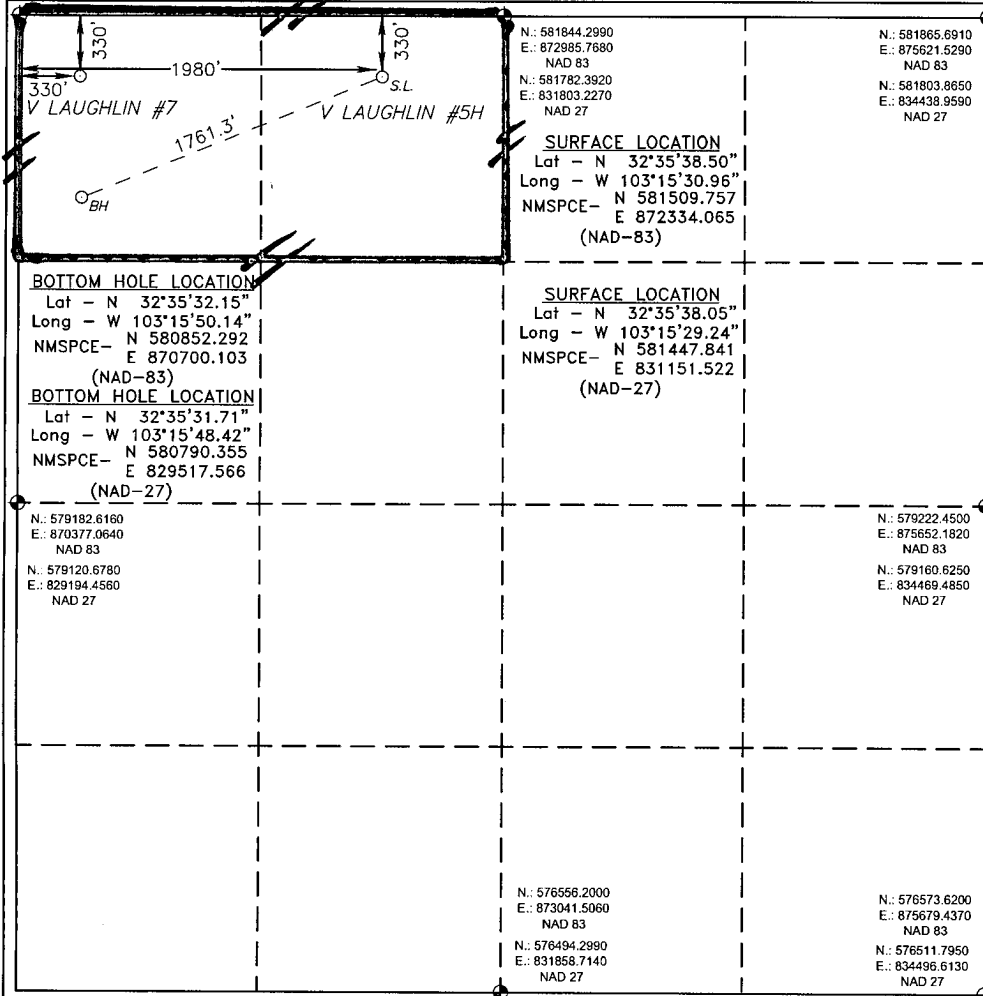 330'
330'
1980'
330'
S.L.
V LAUGHLIN #7
V LAUGHLIN #5H
1761.3'
BH
N.: 581844.2990
E.: 872985.7680
NAD 83
N.: 581782.3920
E.: 831803.2270
NAD 27
N.: 581865.6910
E.: 875621.5290
NAD 83
N.: 581803.8650
E.: 834438.9590
NAD 27
SURFACE LOCATION
Lat - N 32°35'38.50"
Long - W 103°15'30.96"
NMSPCE- N 581509.757
E 872334.065
(NAD-83)
BOTTOM HOLE LOCATION
Lat - N 32°35'32.15"
Long - W 103°15'50.14"
NMSPCE- N 580852.292
E 870700.103
(NAD-83)
BOTTOM HOLE LOCATION
Lat - N 32°35'31.71"
Long - W 103°15'48.42"
NMSPCE- N 580790.355
E 829517.566
(NAD-27)
SURFACE LOCATION
Lat - N 32°35'38.05"
Long - W 103°15'29.24"
NMSPCE- N 581447.841
E 831151.522
(NAD-27)
N.: 579182.6160
E.: 870377.0640
NAD 83
N.: 579120.6780
E.: 829194.4560
NAD 27
N.: 579222.4500
E.: 875652.1820
NAD 83
N.: 579160.6250
E.: 834469.4850
NAD 27
N.: 576556.2000
E.: 873041.5060
NAD 83
N.: 576494.2990
E.: 831858.7140
NAD 27
N.: 576573.6200
E.: 875679.4370
NAD 83
N.: 576511.7950
E.: 834496.6130
NAD 27